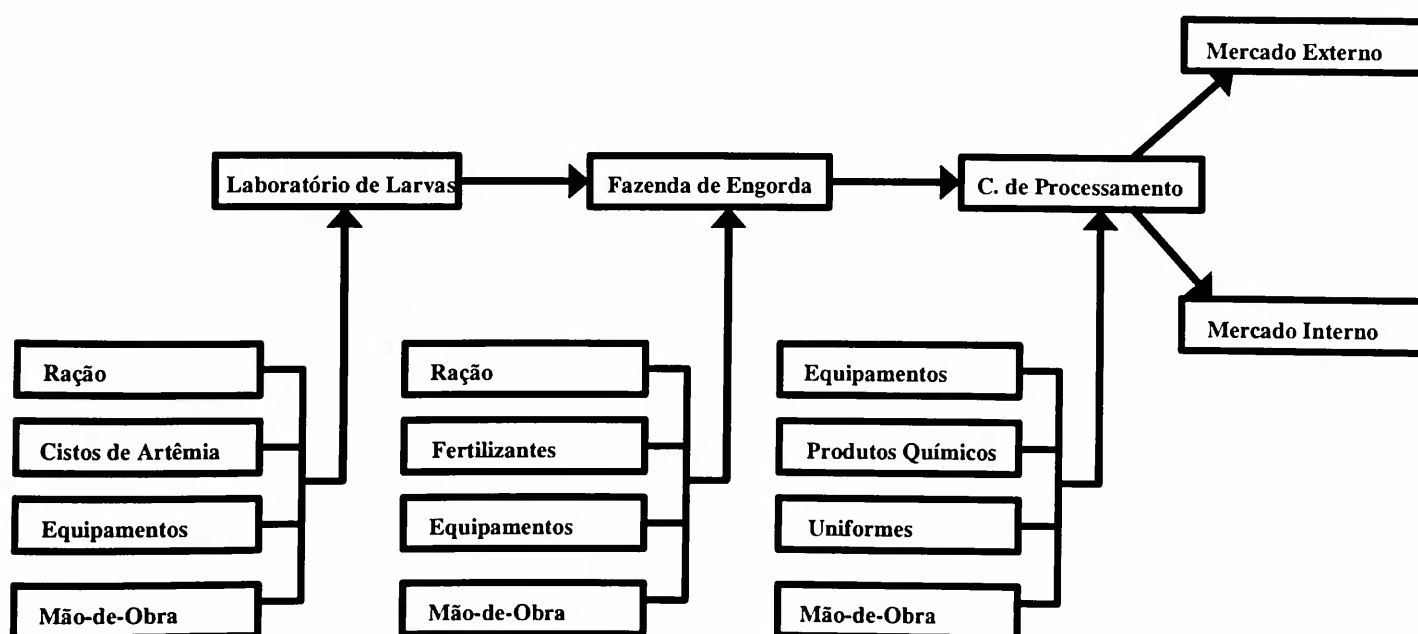 Mercado Externo
Laboratório de Larvas
Fazenda de Engorda
C. de Processamento
Mercado Interno
Ração
Cistos de Artêmia
Equipamentos
Mão-de-Obra
Ração
Fertilizantes
Equipamentos
Mão-de-Obra
Equipamentos
Produtos Químicos
Uniformes
Mão-de-Obra